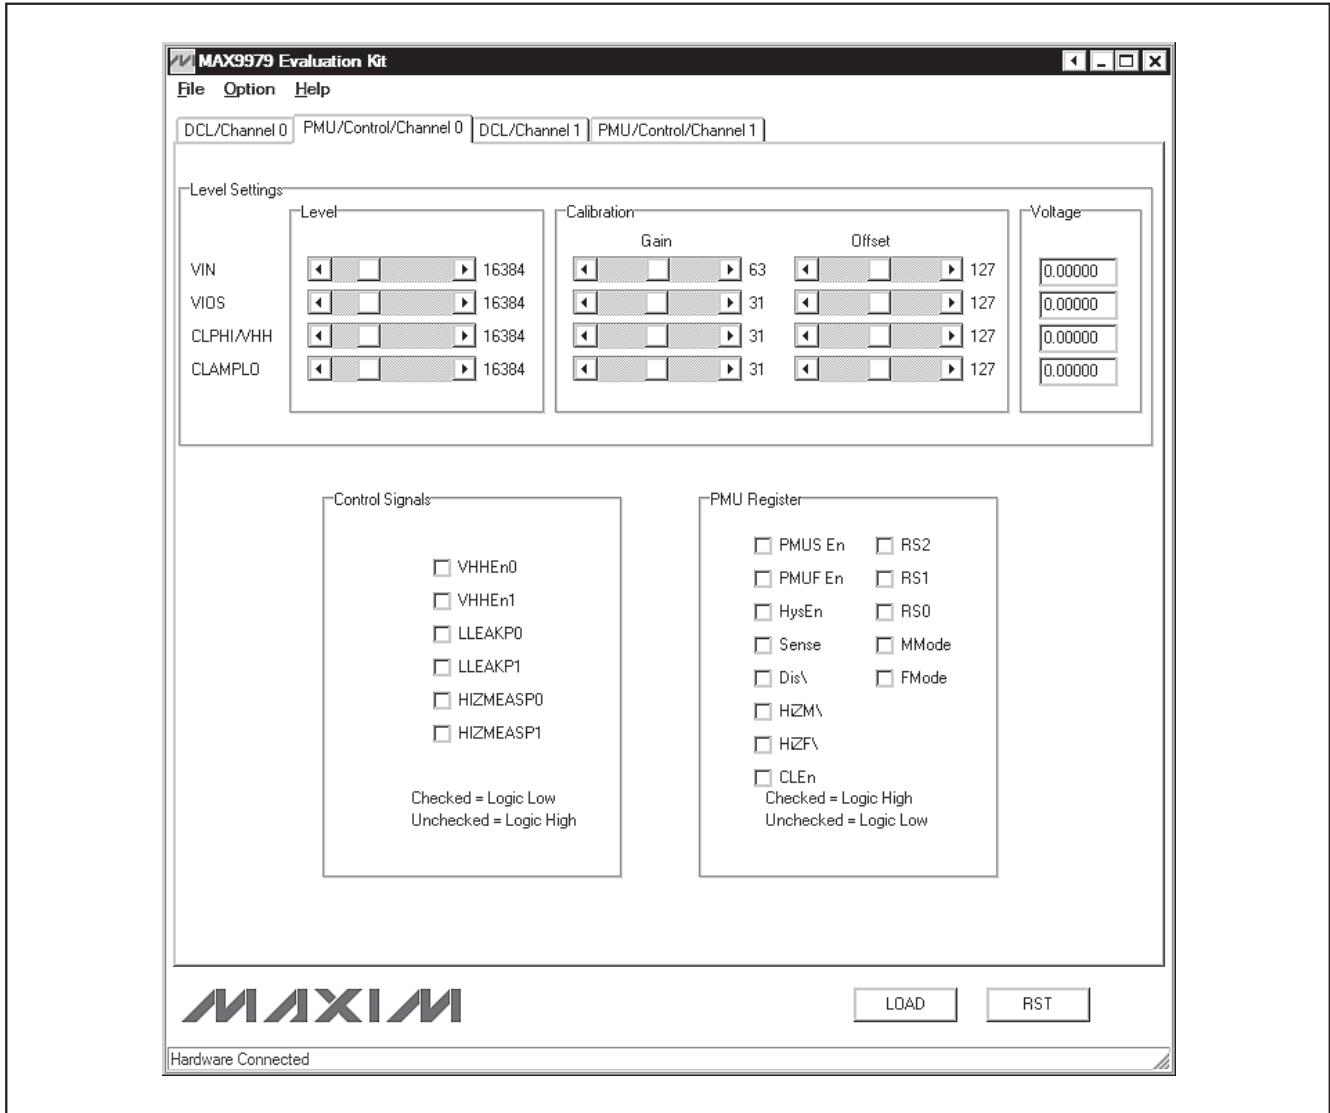 MAX9979 Evaluation Kit
File Option Help
DCL/Channel 0 PMU/Control/Channel 0 DCL/Channel 1 PMU/Control/Channel 1
Level Settings
Level Calibration Voltage
Gain Offset
VIN 16384 63 127 0.00000
VIOS 16384 31 127 0.00000
CLPHI/VHH 16384 31 127 0.00000
CLAMPLO 16384 31 127 0.00000
Control Signals
VHHEn0
VHHEn1
LLEAKP0
LLEAKP1
HIZMEASP0
HIZMEASP1
Checked = Logic Low
Unchecked = Logic High
PMU Register
PMUS En RS2
PMUF En RS1
HysEn RS0
Sense MMode
Dis\ FMode
HiZM\
HiZF\
CLEn
Checked = Logic High
Unchecked = Logic Low
MAXIM
LOAD RST
Hardware Connected